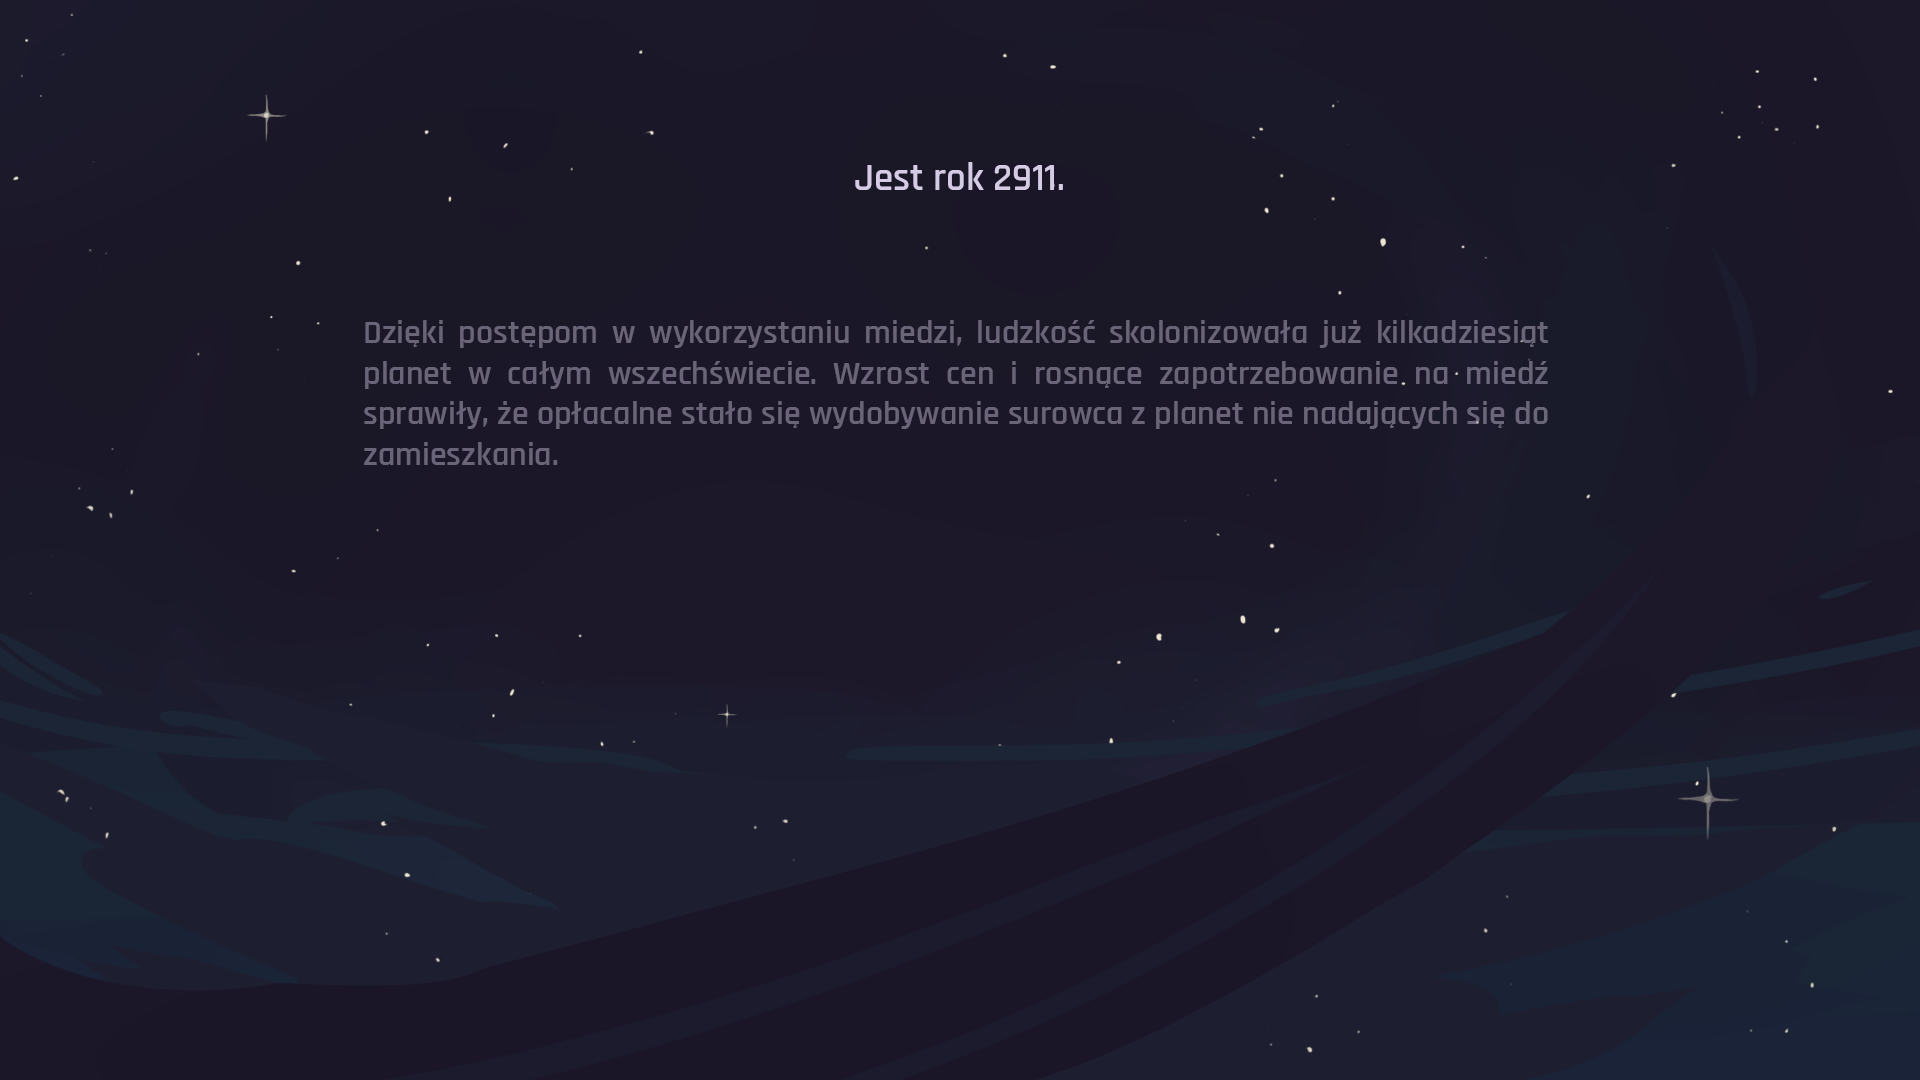 Jest rok 2911.
Dzięki postępom w wykorzystaniu miedzi, ludzkość skolonizowała już kilkadziesiąt
planet w całym wszechświecie. Wzrost cen i rosnące zapotrzebowanie na miedź
sprawiły, że opłacalne stało się wydobywanie surowca z planet nie nadających się do
zamieszkania.